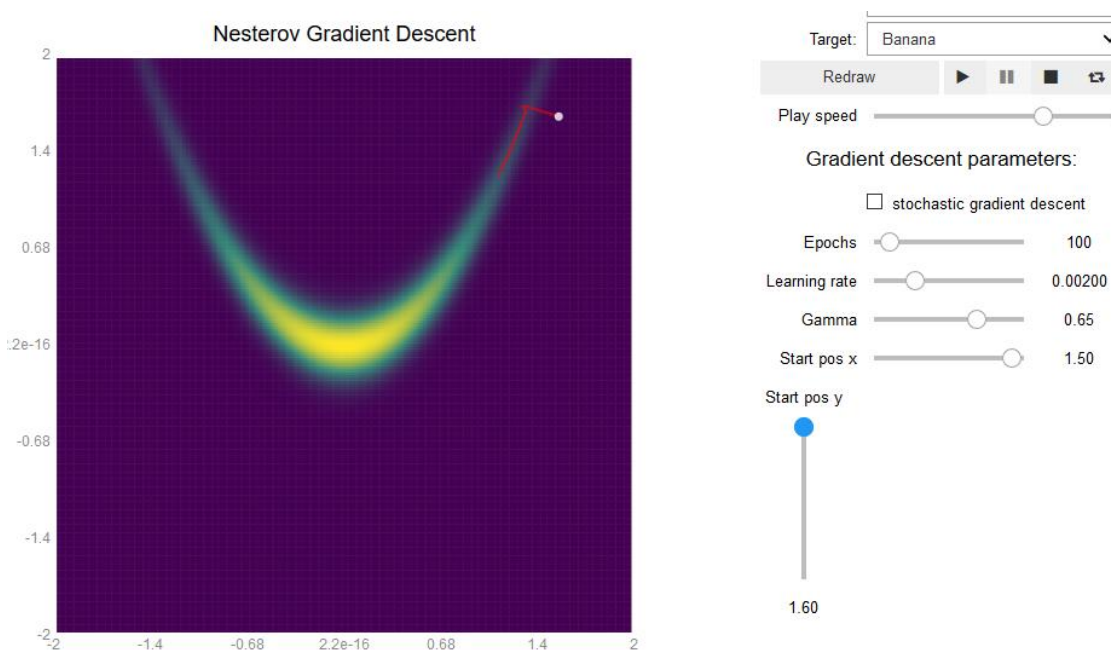 Nesterov Gradient Descent
2
1.4
0.68
.2e-16
-0.68
-1.4
-2
-2 -1.4 -0.68 2.2e-16 0.68 1.4 2
Target: Banana
Redraw
Play speed
Gradient descent parameters:
stochastic gradient descent
Epochs 100
Learning rate 0.00200
Gamma 0.65
Start pos x 1.50
Start pos y
1.60